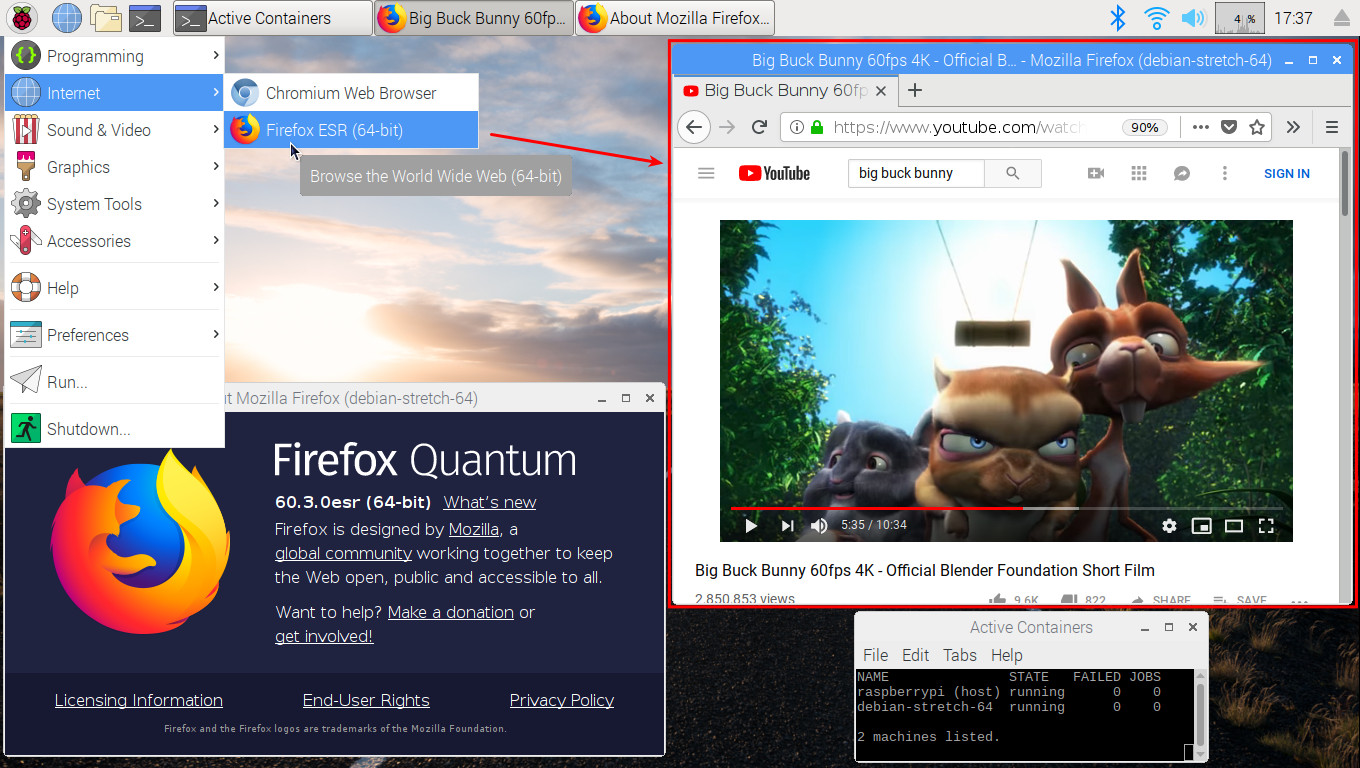 Active Containers
Big Buck Bunny 60fp...
About Mozilla Firefox...
4 %
17:37
Programming
Internet
Sound & Video
Graphics
System Tools
Accessories
Help
Preferences
Run...
Shutdown...
Chromium Web Browser
Firefox ESR (64-bit)
Browse the World Wide Web (64-bit)
Big Buck Bunny 60fps 4K - Official B... - Mozilla Firefox (debian-stretch-64)
Big Buck Bunny 60fp
https://www.youtube.com/watch
90%
YouTube
big buck bunny
SIGN IN
5:35 / 10:34
Big Buck Bunny 60fps 4K - Official Blender Foundation Short Film
2,850,853 views
9.6K
822
SHARE
SAVE
ut Mozilla Firefox (debian-stretch-64)
Firefox Quantum
60.3.0esr (64-bit) What's new
Firefox is designed by Mozilla, a
global community working together to keep
the Web open, public and accessible to all.
Want to help? Make a donation or
get involved!
Licensing Information
End-User Rights
Privacy Policy
Firefox and the Firefox logos are trademarks of the Mozilla Foundation.
Active Containers
File Edit Tabs Help
NAME STATE FAILED JOBS
raspberrypi (host) running 0 0
debian-stretch-64 running 0 0
2 machines listed.